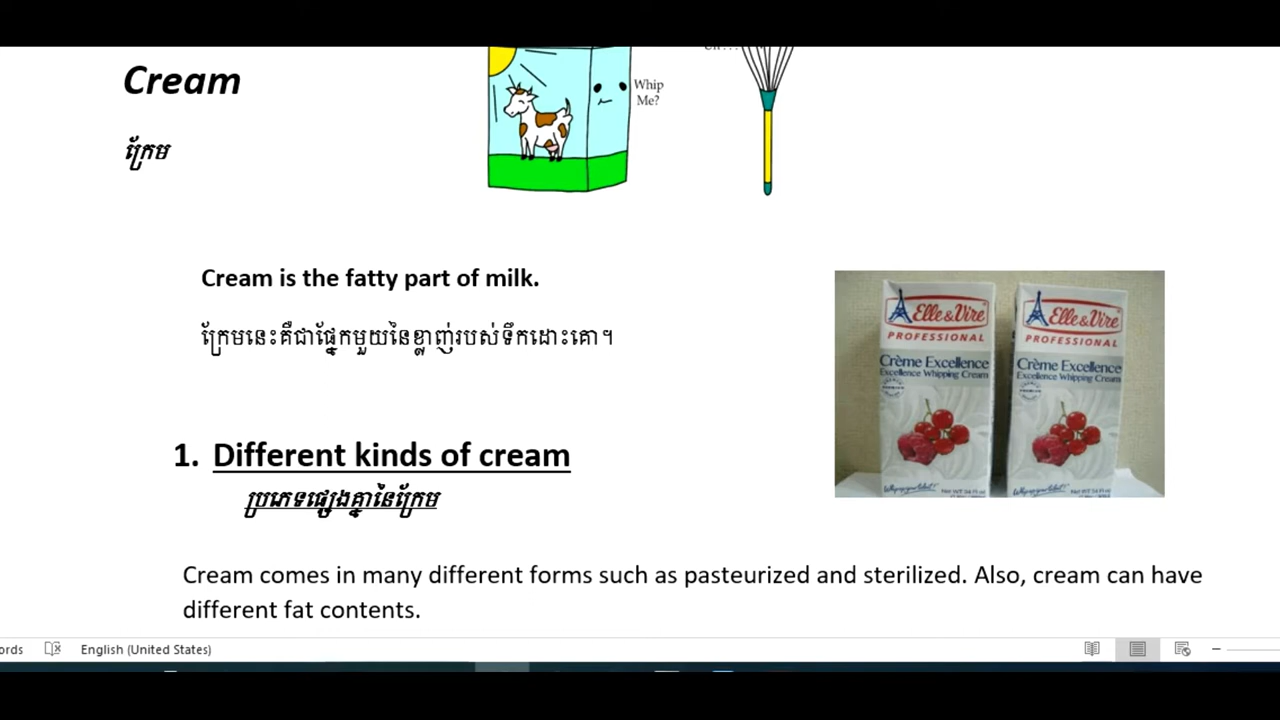 Cream
Whip
Me?
ក្រែម
Cream is the fatty part of milk.
ក្រែមនេះគឺជាផ្នែកមួយនៃខ្លាញ់របស់ទឹកដោះគោ។
Elle&Vire
PROFESSIONAL
Crème Excellence
Excellence Whipping Cream
Elle&Vire
PROFESSIONAL
Crème Excellence
Excellence Whipping Cream
1. Different kinds of cream
ប្រភេទផ្សេងគ្នានៃក្រែម
Cream comes in many different forms such as pasteurized and sterilized. Also, cream can have
different fat contents.
ords
English (United States)